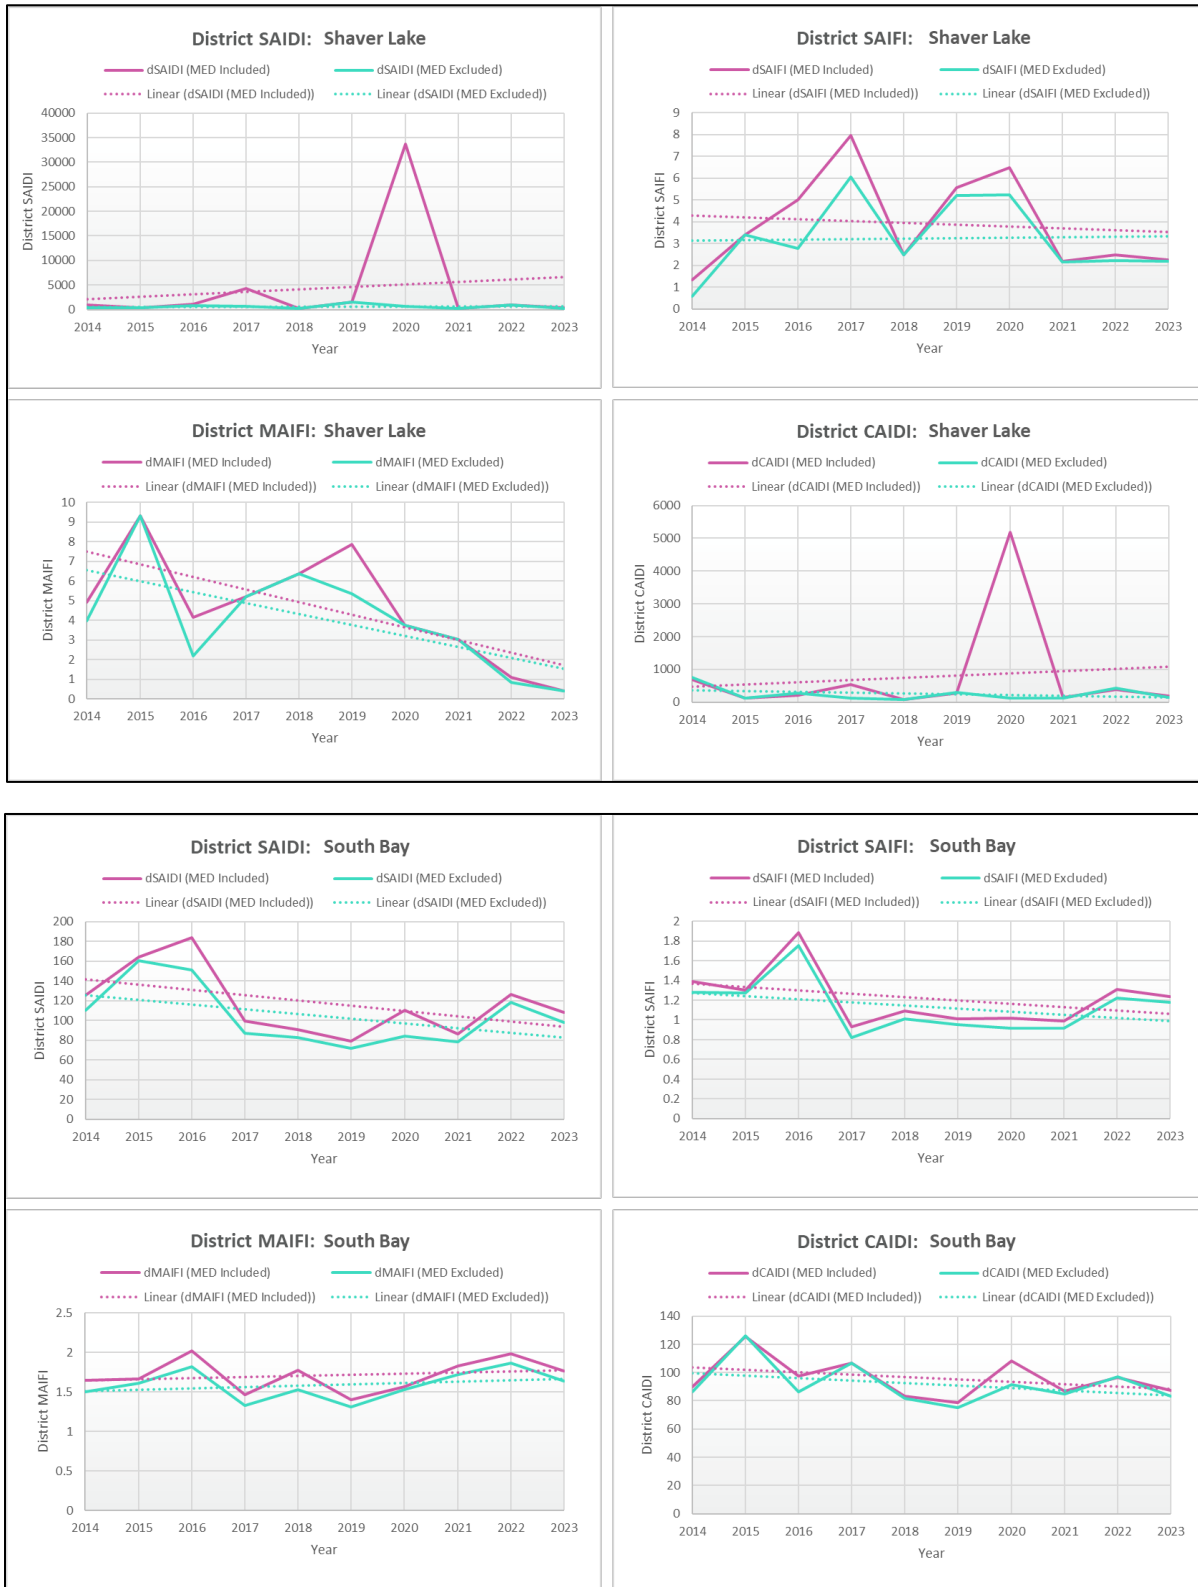 District SAIDI: Shaver Lake
dSAIDI (MED Included)
dSAIDI (MED Excluded)
Linear (dSAIDI (MED Included))
Linear (dSAIDI (MED Excluded))
40000
35000
30000
25000
20000
15000
10000
5000
0
District SAIDI
2014 2015 2016 2017 2018 2019 2020 2021 2022 2023
Year
District SAIFI: Shaver Lake
dSAIFI (MED Included)
dSAIFI (MED Excluded)
Linear (dSAIFI (MED Included))
Linear (dSAIFI (MED Excluded))
9
8
7
6
5
4
3
2
1
0
District SAIFI
2014 2015 2016 2017 2018 2019 2020 2021 2022 2023
Year
District MAIFI: Shaver Lake
dMAIFI (MED Included)
dMAIFI (MED Excluded)
Linear (dMAIFI (MED Included))
Linear (dMAIFI (MED Excluded))
10
9
8
7
6
5
4
3
2
1
0
District MAIFI
2014 2015 2016 2017 2018 2019 2020 2021 2022 2023
Year
District CAIDI: Shaver Lake
dCAIDI (MED Included)
dCAIDI (MED Excluded)
Linear (dCAIDI (MED Included))
Linear (dCAIDI (MED Excluded))
6000
5000
4000
3000
2000
1000
0
District CAIDI
2014 2015 2016 2017 2018 2019 2020 2021 2022 2023
Year
District SAIDI: South Bay
dSAIDI (MED Included)
dSAIDI (MED Excluded)
Linear (dSAIDI (MED Included))
Linear (dSAIDI (MED Excluded))
200
180
160
140
120
100
80
60
40
20
0
District SAIDI
2014 2015 2016 2017 2018 2019 2020 2021 2022 2023
Year
District SAIFI: South Bay
dSAIFI (MED Included)
dSAIFI (MED Excluded)
Linear (dSAIFI (MED Included))
Linear (dSAIFI (MED Excluded))
2
1.8
1.6
1.4
1.2
1
0.8
0.6
0.4
0.2
0
District SAIFI
2014 2015 2016 2017 2018 2019 2020 2021 2022 2023
Year
District MAIFI: South Bay
dMAIFI (MED Included)
dMAIFI (MED Excluded)
Linear (dMAIFI (MED Included))
Linear (dMAIFI (MED Excluded))
2.5
2
1.5
1
0.5
0
District MAIFI
2014 2015 2016 2017 2018 2019 2020 2021 2022 2023
Year
District CAIDI: South Bay
dCAIDI (MED Included)
dCAIDI (MED Excluded)
Linear (dCAIDI (MED Included))
Linear (dCAIDI (MED Excluded))
140
120
100
80
60
40
20
0
District CAIDI
2014 2015 2016 2017 2018 2019 2020 2021 2022 2023
Year